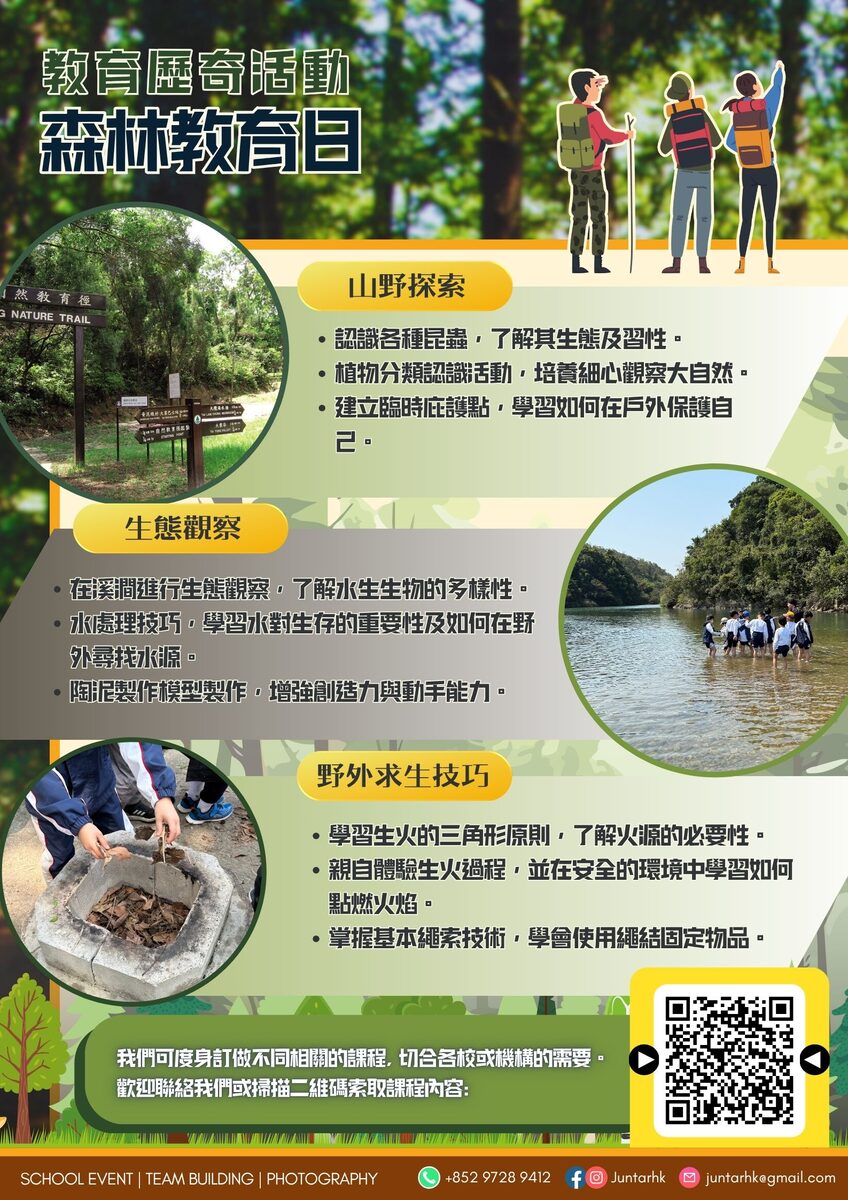 教育歷奇活動
森林教育日
然教育徑
G NATURE TRAIL
山野探索
• 認識各種昆蟲，了解其生態及習性。
• 植物分類認識活動，培養細心觀察大自然。
• 建立臨時庇護點，學習如何在戶外保護自
己。
生態觀察
• 在溪澗進行生態觀察，了解水生生物的多樣性。
• 水處理技巧，學習水對生存的重要性及如何在野
外尋找水源。
• 陶泥製作模型製作，增強創造力與動手能力。
野外求生技巧
• 學習生火的三角形原則，了解火源的必要性。
• 親自體驗生火過程，並在安全的環境中學習如何
點燃火焰。
• 掌握基本繩索技術，學會使用繩結固定物品。
我們可度身訂做不同相關的課程, 切合各校或機構的需要。
歡迎聯絡我們或掃描二維碼索取課程內容:
SCHOOL EVENT | TEAM BUILDING | PHOTOGRAPHY
+852 9728 9412
Juntarhk
juntarhk@gmail.com